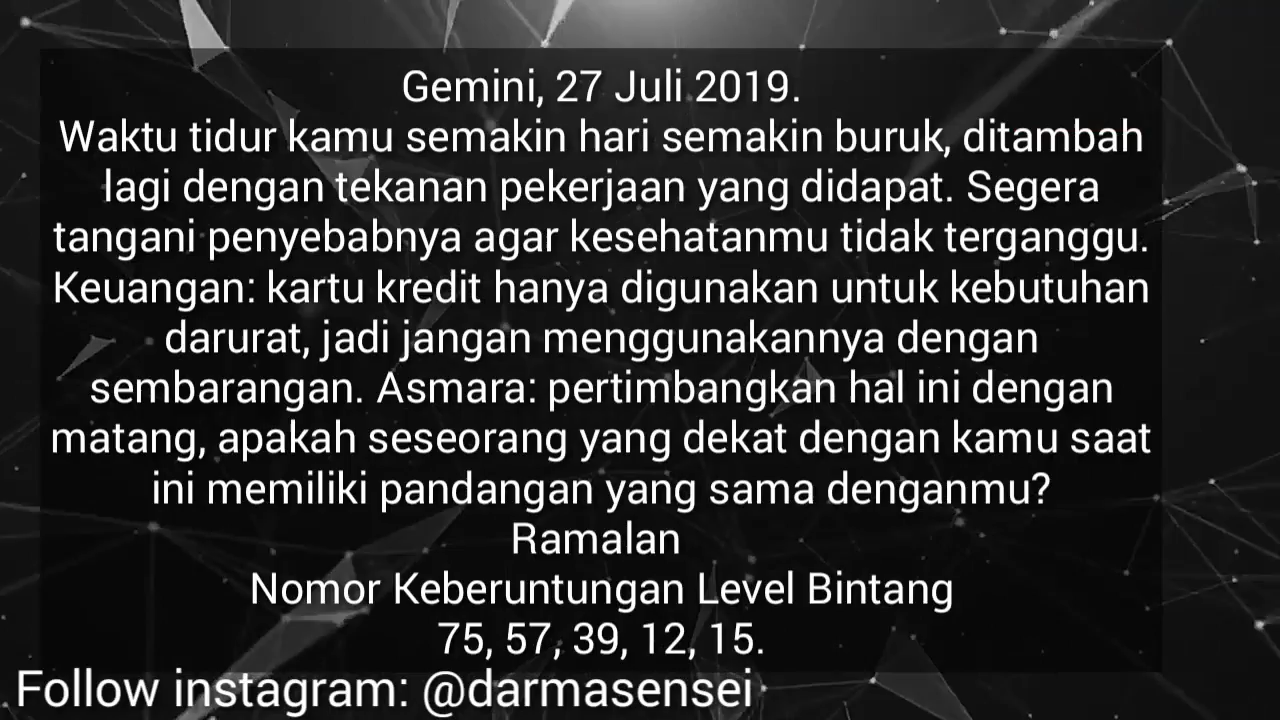 Gemini, 27 Juli 2019.
Waktu tidur kamu semakin hari semakin buruk, ditambah
lagi dengan tekanan pekerjaan yang didapat. Segera
tangani penyebabnya agar kesehatanmu tidak terganggu.
Keuangan: kartu kredit hanya digunakan untuk kebutuhan
darurat, jadi jangan menggunakannya dengan
sembarangan. Asmara: pertimbangkan hal ini dengan
matang, apakah seseorang yang dekat dengan kamu saat
ini memiliki pandangan yang sama denganmu?
Ramalan
Nomor Keberuntungan Level Bintang
75, 57, 39, 12, 15.
Follow instagram: @darmasensei